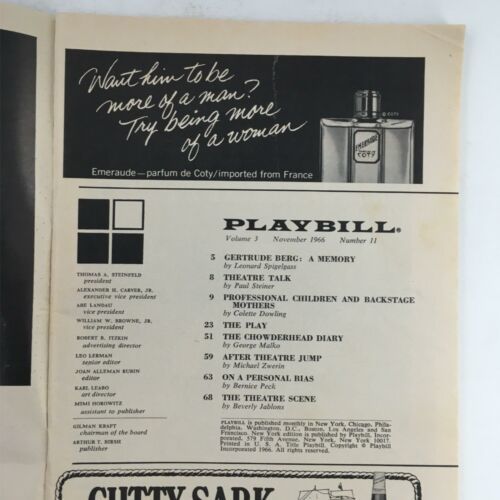 Want him to be
more of a man?
Try being more
of a woman
© COTY
EMERAUDE
COTY
Emeraude—parfum de Coty/imported from France
PLAYBILL®
Volume 3 November 1966 Number 11
THOMAS A. STEINFELD
president
ALEXANDER H. CARVER, JR.
executive vice president
ABE LANDAU
vice president
WILLIAM W. BROWNE, JR.
vice president
ROBERT R. ITZKIN
advertising director
LEO LERMAN
senior editor
JOAN ALLEMAN RUBIN
editor
KARL LEABO
art director
MIMI HOROWITZ
assistant to publisher
GILMAN KRAFT
chairman of the board
ARTHUR T. BIRSH
publisher
5 GERTRUDE BERG: A MEMORY
by Leonard Spigelgass
8 THEATRE TALK
by Paul Steiner
9 PROFESSIONAL CHILDREN AND BACKSTAGE
MOTHERS
by Colette Dowling
23 THE PLAY
51 THE CHOWDERHEAD DIARY
by George Malko
59 AFTER THEATRE JUMP
by Michael Zwerin
63 ON A PERSONAL BIAS
by Bernice Peck
68 THE THEATRE SCENE
by Beverly Jablons
PLAYBILL is published monthly in New York, Chicago, Phila-
delphia, Washington, D.C., Boston, Los Angeles and San
Francisco. New York edition is published by Playbill, Incor-
porated, 579 Fifth Avenue, New York, New York 10017.
Printed in U. S. A. Title Playbill. Copyright © Playbill
Incorporated 1966. All rights reserved.
CUTTY SARK